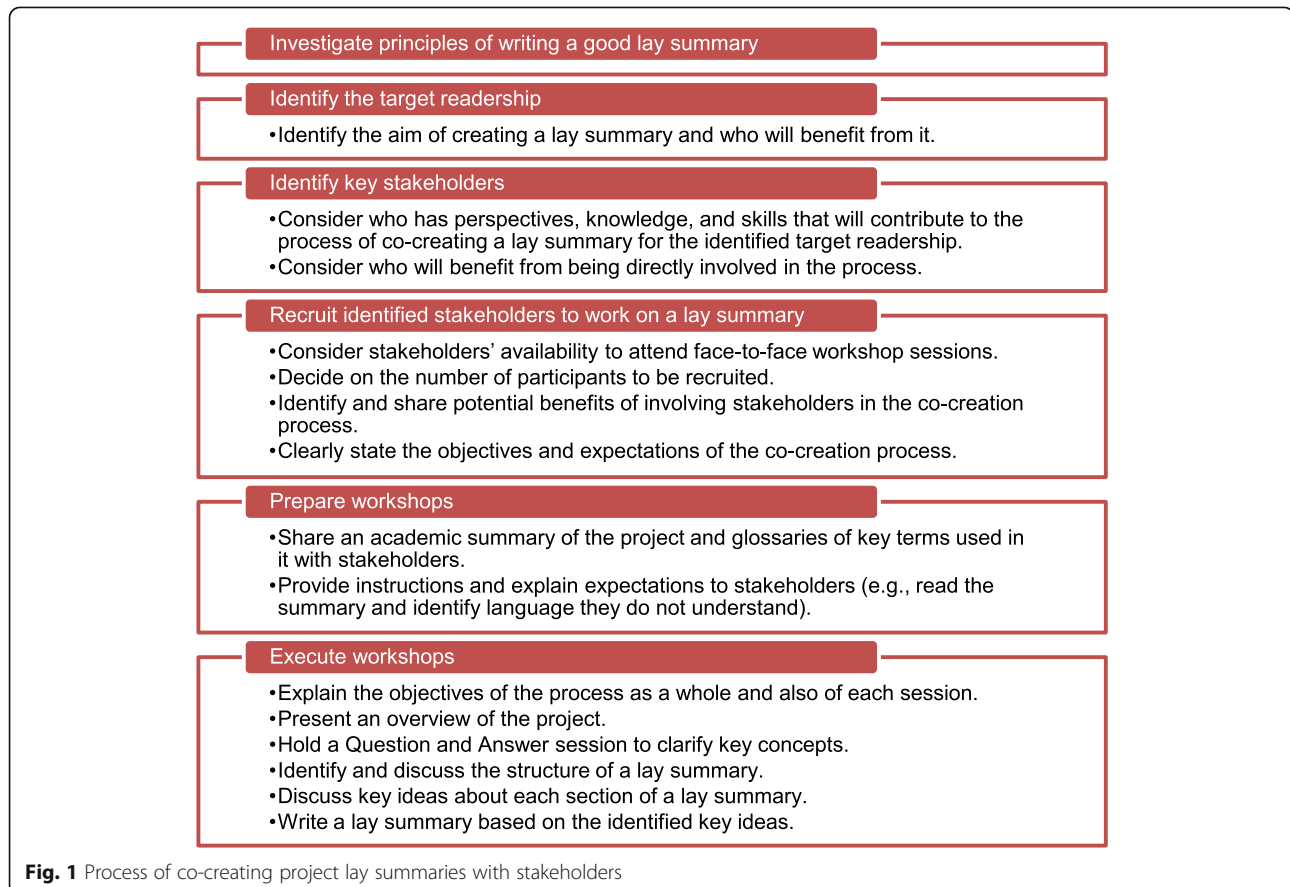 Investigate principles of writing a good lay summary
Identify the target readership
•Identify the aim of creating a lay summary and who will benefit from it.
Identify key stakeholders
•Consider who has perspectives, knowledge, and skills that will contribute to the
process of co-creating a lay summary for the identified target readership.
•Consider who will benefit from being directly involved in the process.
Recruit identified stakeholders to work on a lay summary
•Consider stakeholders’ availability to attend face-to-face workshop sessions.
•Decide on the number of participants to be recruited.
•Identify and share potential benefits of involving stakeholders in the co-creation
process.
•Clearly state the objectives and expectations of the co-creation process.
Prepare workshops
•Share an academic summary of the project and glossaries of key terms used in
it with stakeholders.
•Provide instructions and explain expectations to stakeholders (e.g., read the
summary and identify language they do not understand).
Execute workshops
•Explain the objectives of the process as a whole and also of each session.
•Present an overview of the project.
•Hold a Question and Answer session to clarify key concepts.
•Identify and discuss the structure of a lay summary.
•Discuss key ideas about each section of a lay summary.
•Write a lay summary based on the identified key ideas.
Fig. 1 Process of co-creating project lay summaries with stakeholders